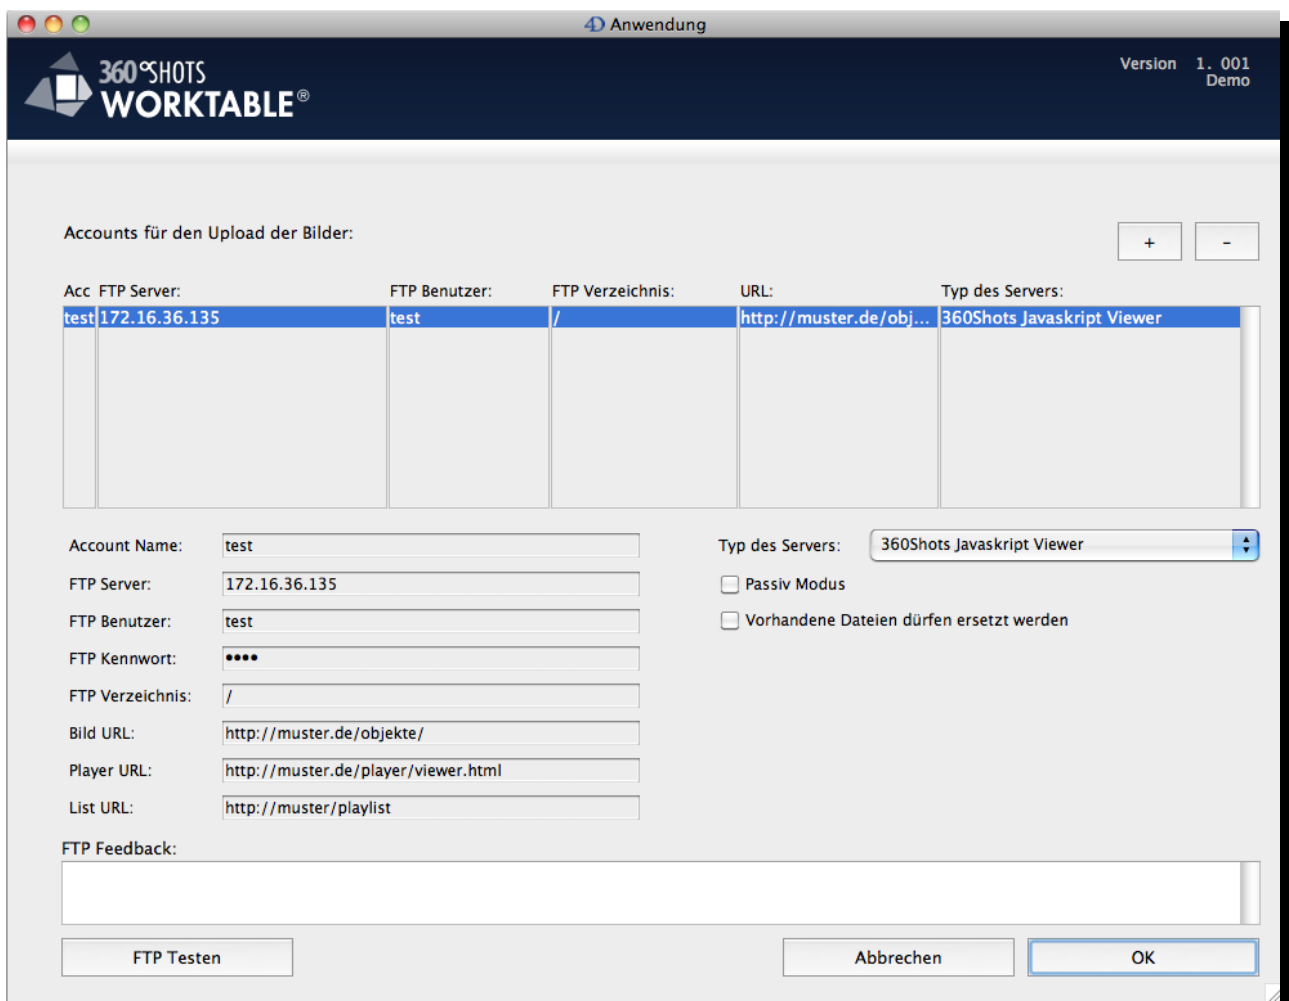 4D Anwendung
360°SHOTS
WORKTABLE®
Version 1. 001
Demo
Accounts für den Upload der Bilder:
+ -
Acc FTP Server: FTP Benutzer: FTP Verzeichnis: URL: Typ des Servers:
test 172.16.36.135 test / http://muster.de/obj... 360Shots Javaskript Viewer
Account Name: test Typ des Servers: 360Shots Javaskript Viewer
FTP Server: 172.16.36.135 Passiv Modus
FTP Benutzer: test Vorhandene Dateien dürfen ersetzt werden
FTP Kennwort: ••••
FTP Verzeichnis: /
Bild URL: http://muster.de/objekte/
Player URL: http://muster.de/player/viewer.html
List URL: http://muster/playlist
FTP Feedback:
FTP Testen Abbrechen OK